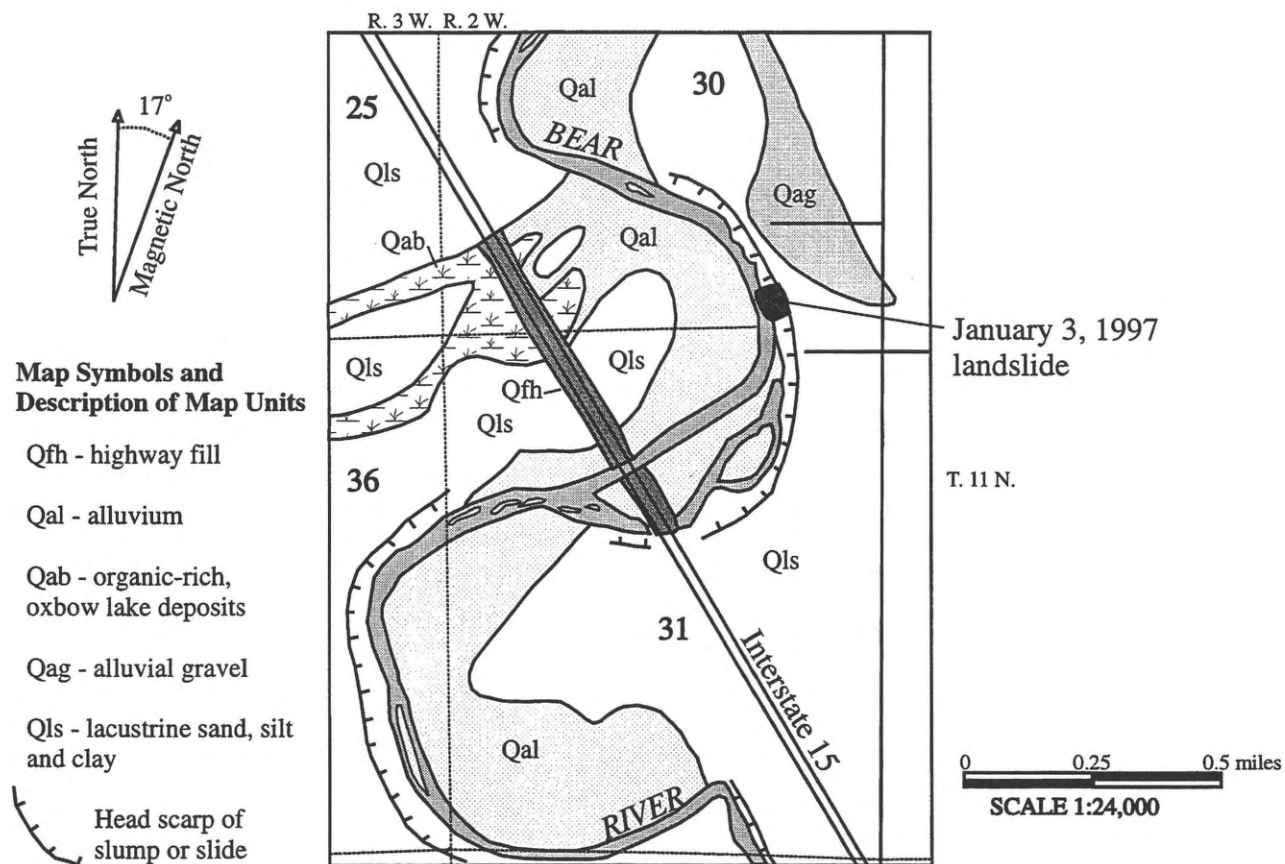 R. 3 W. R. 2 W.
17°
True North
Magnetic North
25
30
Qal
BEAR
Qls
Qag
Qab
Qal
January 3, 1997
landslide
Qls
Qls
Qfh
Qls
36
T. 11 N.
Qls
31
Interstate 15
Qal
RIVER
Map Symbols and
Description of Map Units
Qfh - highway fill
Qal - alluvium
Qab - organic-rich,
oxbow lake deposits
Qag - alluvial gravel
Qls - lacustrine sand, silt
and clay
Head scarp of
slump or slide
0 0.25 0.5 miles
SCALE 1:24,000